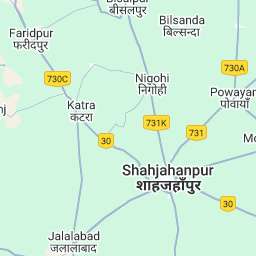 बीसलपुर
Bilsanda
बिल्सन्डा
Faridpur
फरीदपुर
730C
Nigohi
निगोही
730A
Powayan
पोवायाँ
Katra
कटरा
731K
731
30
Shahjahanpur
शाहजहाँपुर
30
Jalalabad
जलालाबाद